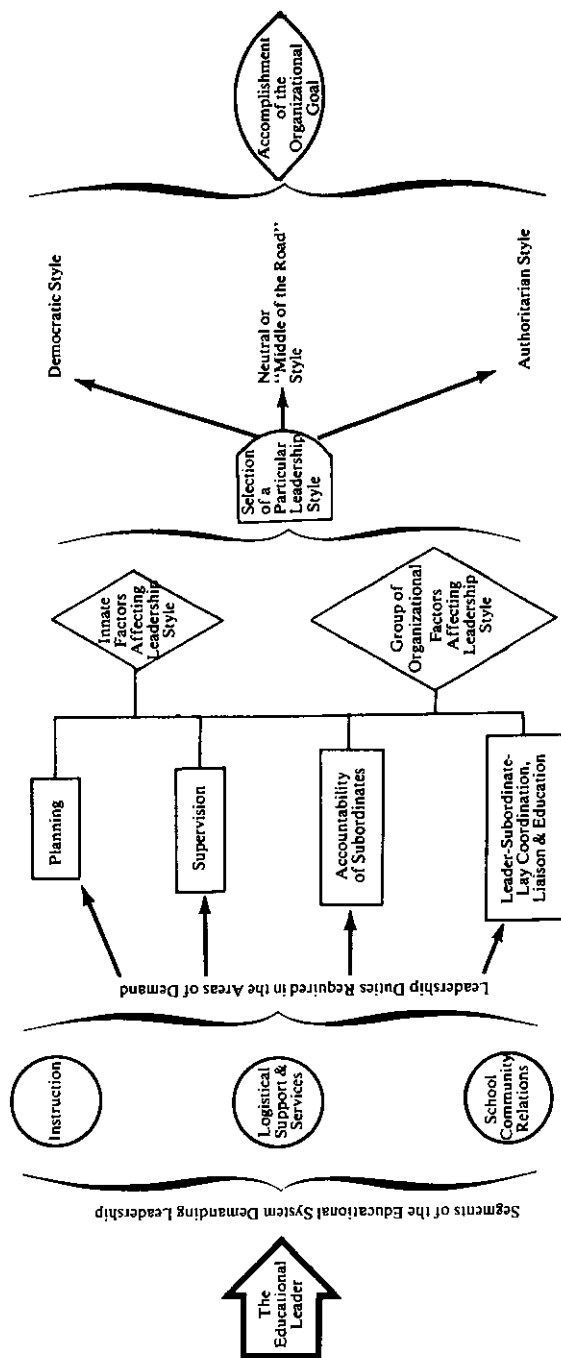 The
Educational
Leader
Segments of the Educational System Demanding Leadership
Instruction
Logistical
Support &
Services
School
Community
Relations
Leadership Duties Required in the Areas of Demand
Planning
Supervision
Accountability
of Subordinates
Leader-Subordinate-
Lay Coordination,
Liaison & Education
Innate
Factors
Affecting
Leadership
Style
Group of
Organizational
Factors
Affecting
Leadership
Style
Selection
of a
Particular
Leadership
Style
Democratic Style
Neutral or
"Middle of the Road"
Style
Authoritarian Style
Accomplishment
of the
Organizational
Goal